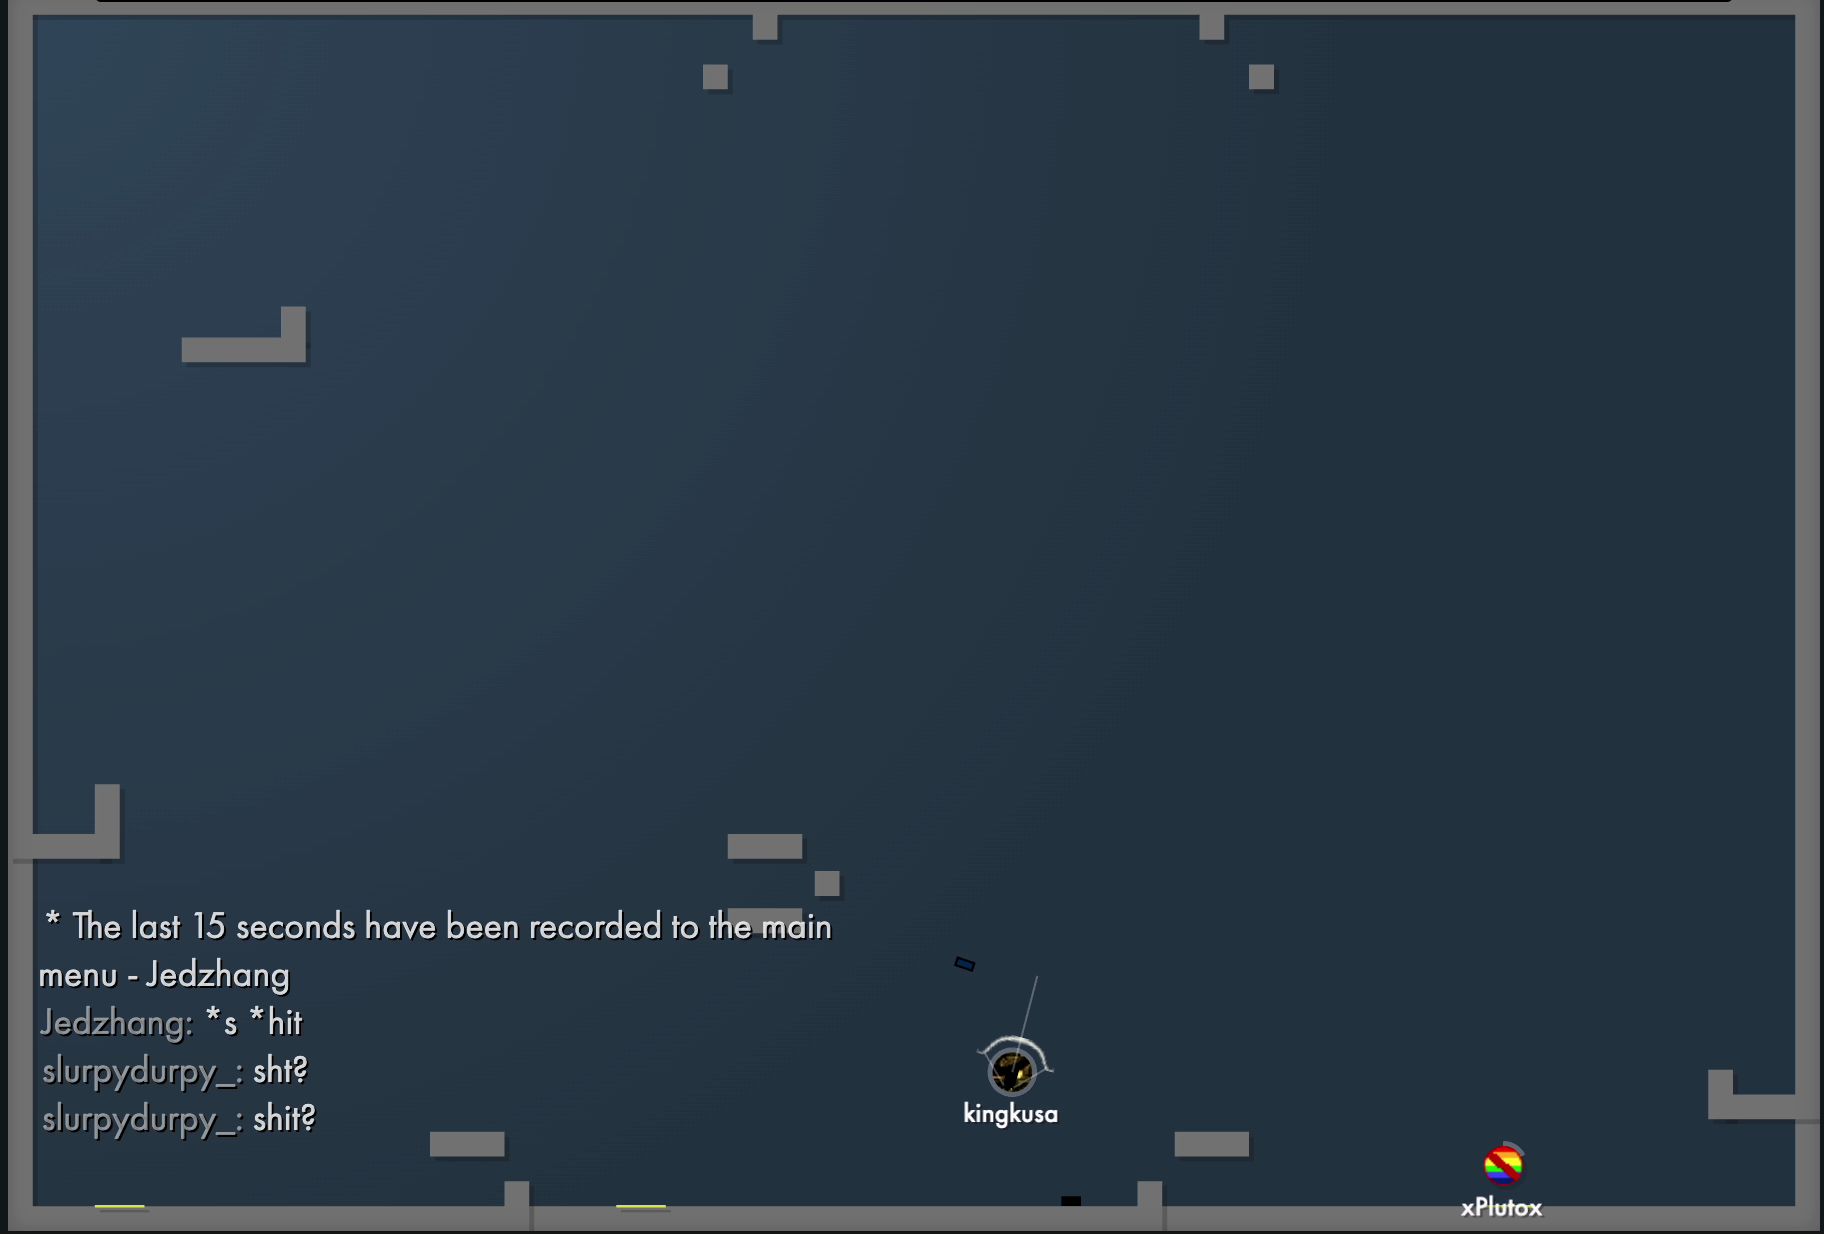 * The last 15 seconds have been recorded to the main
menu - Jedzhang
Jedzhang: *s *hit
slurpydurpy_: sht?
slurpydurpy_: shit?
kingkusa
xPlutox